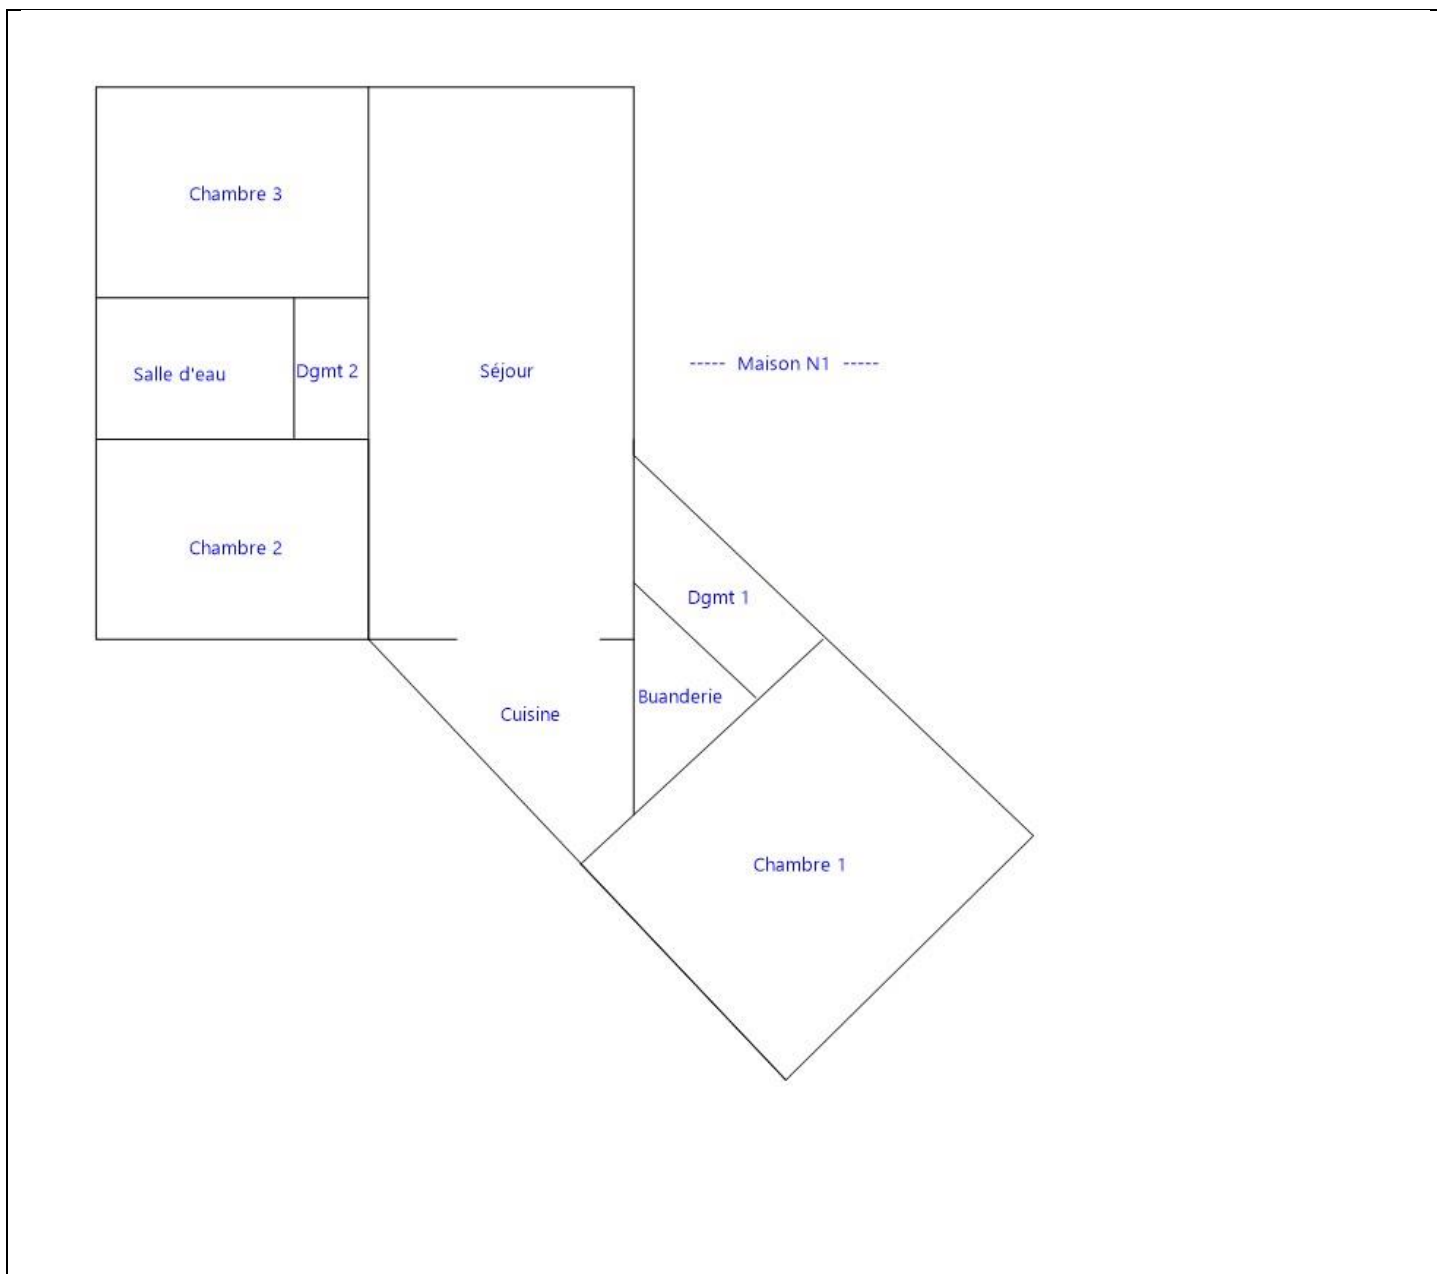 Chambre 3
Salle d'eau
Dgmt 2
Séjour
----- Maison N1 -----
Chambre 2
Dgmt 1
Buanderie
Cuisine
Chambre 1